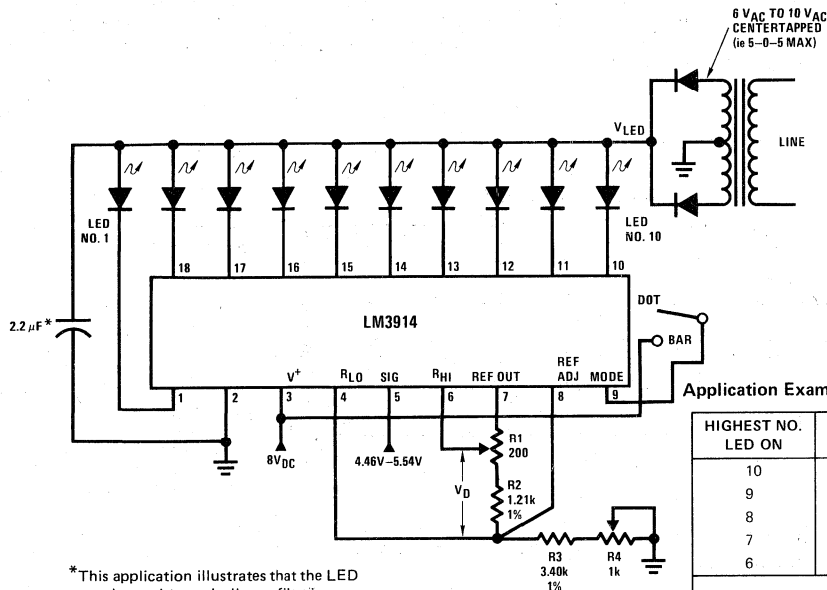 6 VAC TO 10 VAC
CENTERTAPPED
(ie 5-0-5 MAX)
VLED
LINE
LED
NO. 1
LED
NO. 10
18
17
16
15
14
13
12
11
10
2.2 μF*
LM3914
DOT
BAR
V+
RLO
SIG
RHI
REF OUT
REF
ADJ
MODE
1
2
3
4
5
6
7
8
9
8VDC
4.46V–5.54V
R1
200
VD
R2
1.21k
1%
R3
3.40k
1%
R4
1k
Application Exam
HIGHEST NO.
LED ON
10
9
8
7
6
*This application illustrates that the LED